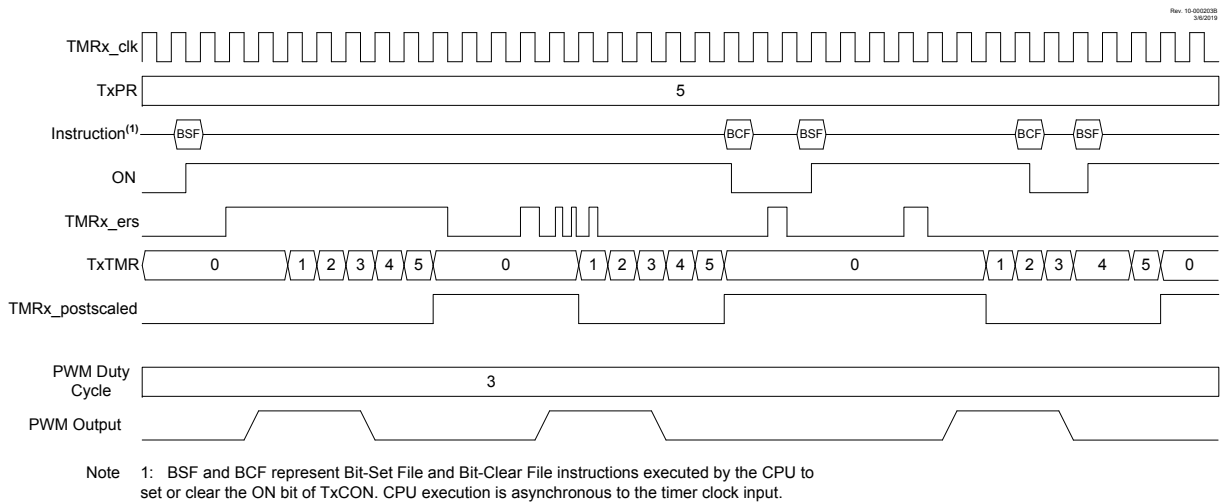 Rev. 10-000203B
3/6/2019
TMRx_clk
TxPR 5
Instruction(1) BSF BCF BSF BCF BSF
ON
TMRx_ers
TxTMR 0 1 2 3 4 5 0 1 2 3 4 5 0 1 2 3 4 5 0
TMRx_postscaled
PWM Duty
Cycle 3
PWM Output
Note 1: BSF and BCF represent Bit-Set File and Bit-Clear File instructions executed by the CPU to
set or clear the ON bit of TxCON. CPU execution is asynchronous to the timer clock input.